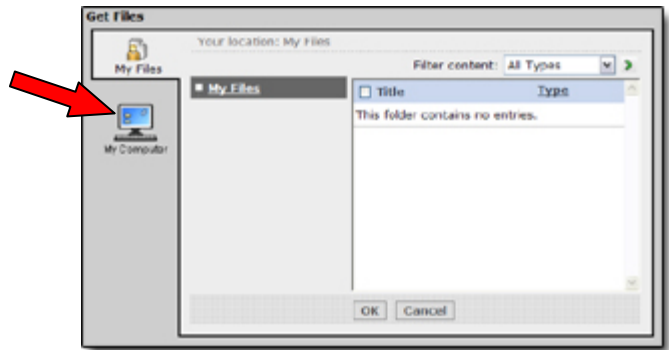 Get Files
Your location: My Files
My Files
Filter content: All Types
My Files
Title Type
This folder contains no entries.
My Computer
OK Cancel